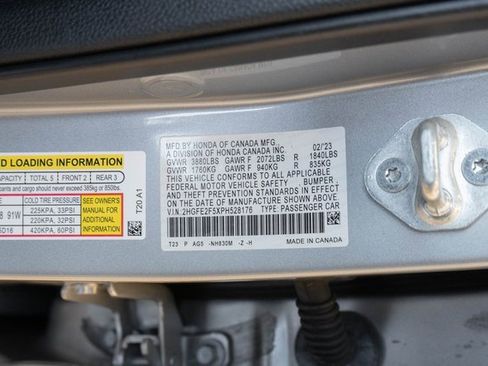 D LOADING INFORMATION
CAPACITY TOTAL 5 FRONT 2 REAR 3
cupants and cargo should never exceed 385kg or 850lbs.
COLD TIRE PRESSURE
8 91W 225KPA, 33PSI
220KPA, 32PSI
D16 420KPA, 60PSI
SEE OWNER'S
MANUAL FOR
ADDITIONAL
INFORMATION
T20 A1
MFD.BY HONDA OF CANADA MFG. 02/23
A DIVISION OF HONDA CANADA INC.
GVWR 3880LBS GAWR F 2072LBS R 1840LBS
GVWR 1760KG GAWR F 940KG R 835KG
THIS VEHICLE CONFORMS TO ALL APPLICABLE
FEDERAL MOTOR VEHICLE SAFETY , BUMPER ,
AND THEFT PREVENTION STANDARDS IN EFFECT
ON THE DATE OF MANUFACTURE SHOWN ABOVE.
V.I.N. 2HGFE2F5XPH528176 TYPE: PASSENGER CAR
T23 P AG5 -NH830M -Z -H MADE IN CANADA